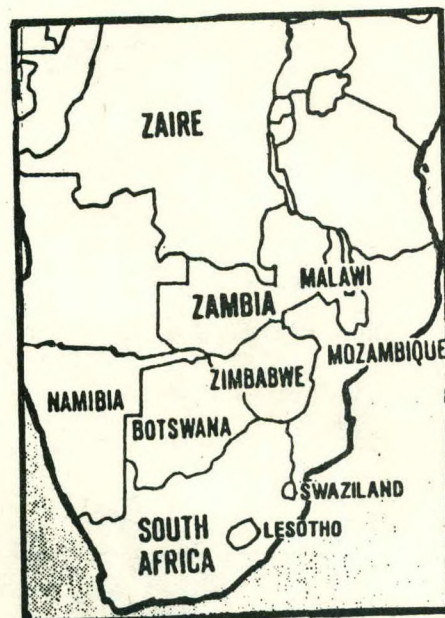 ZAIRE
MALAWI
ZAMBIA
MOZAMBIQUE
ZIMBABWE
NAMIBIA
BOTSWANA
SWAZILAND
SOUTH
AFRICA
LESOTHO